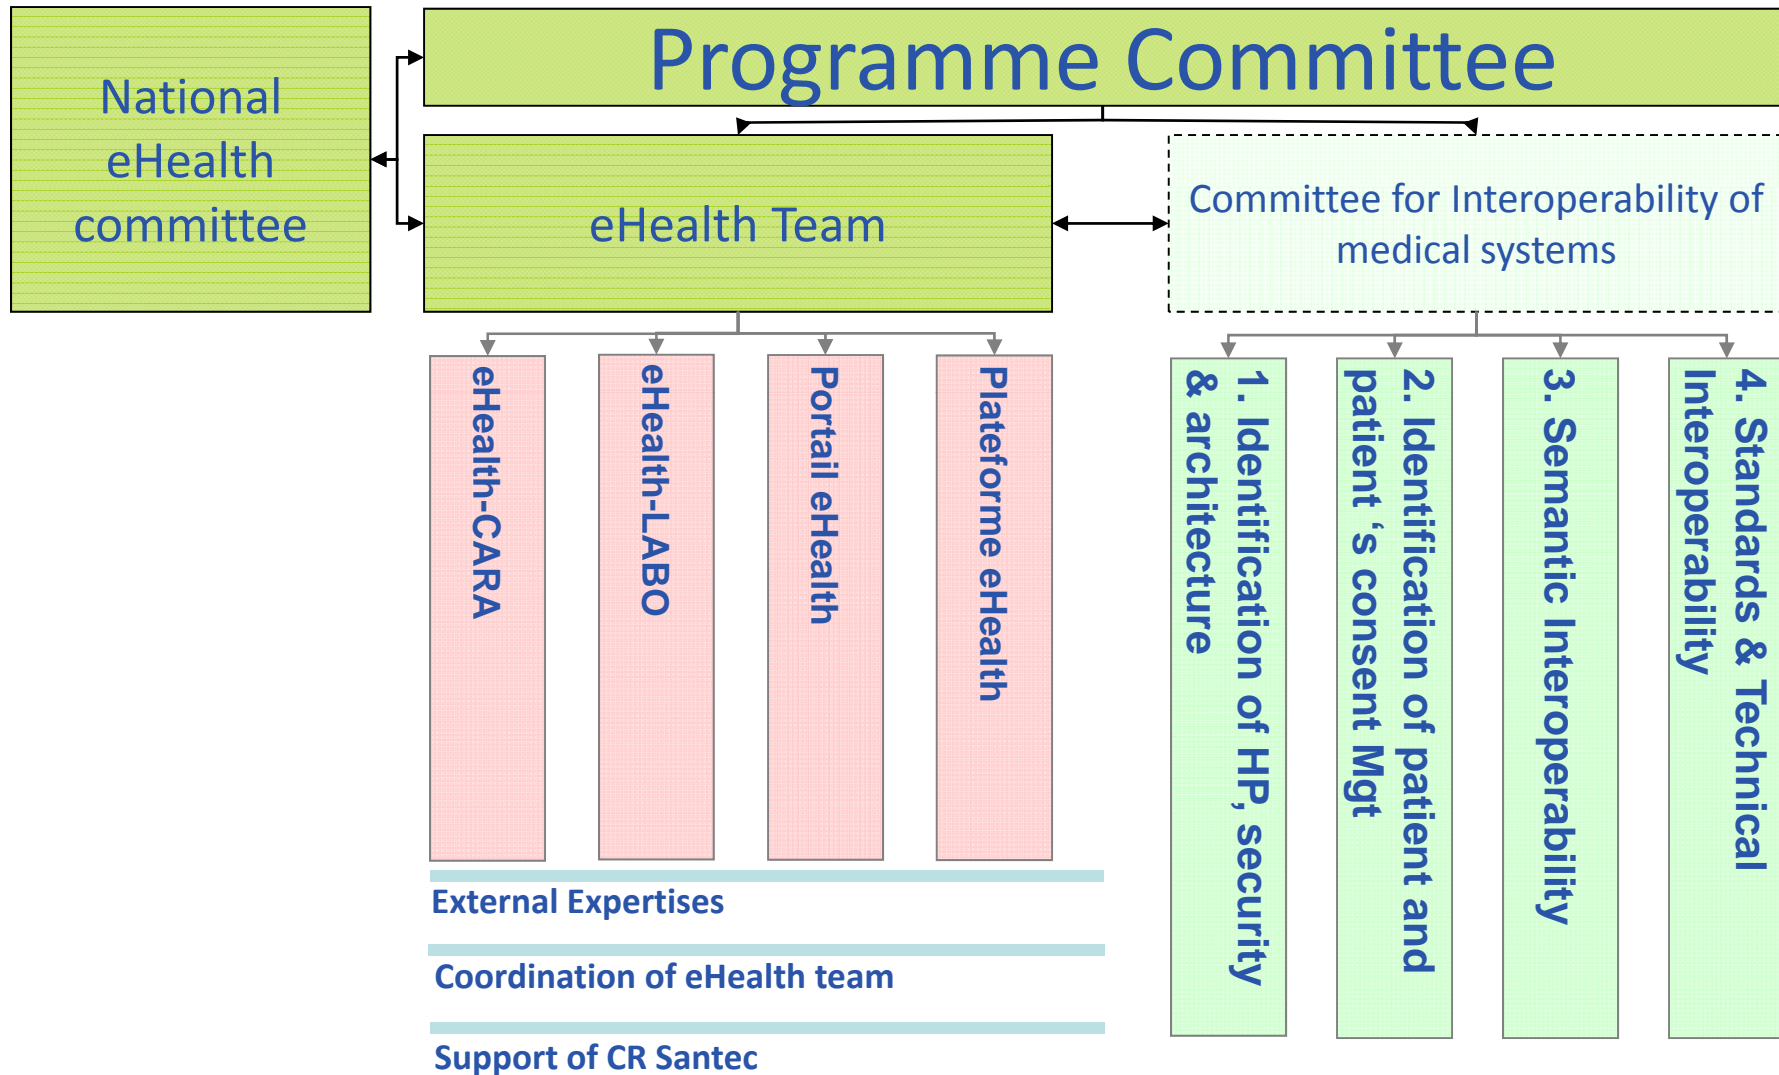 National
eHealth
committee
Programme Committee
eHealth Team
Committee for Interoperability of
medical systems
eHealth-CARA
eHealth-LABO
Portail eHealth
Plateforme eHealth
1. Identification of HP, security
& architecture
2. Identification of patient and
patient ‘s consent Mgt
3. Semantic Interoperability
4. Standards & Technical
Interoperability
External Expertises
Coordination of eHealth team
Support of CR Santec